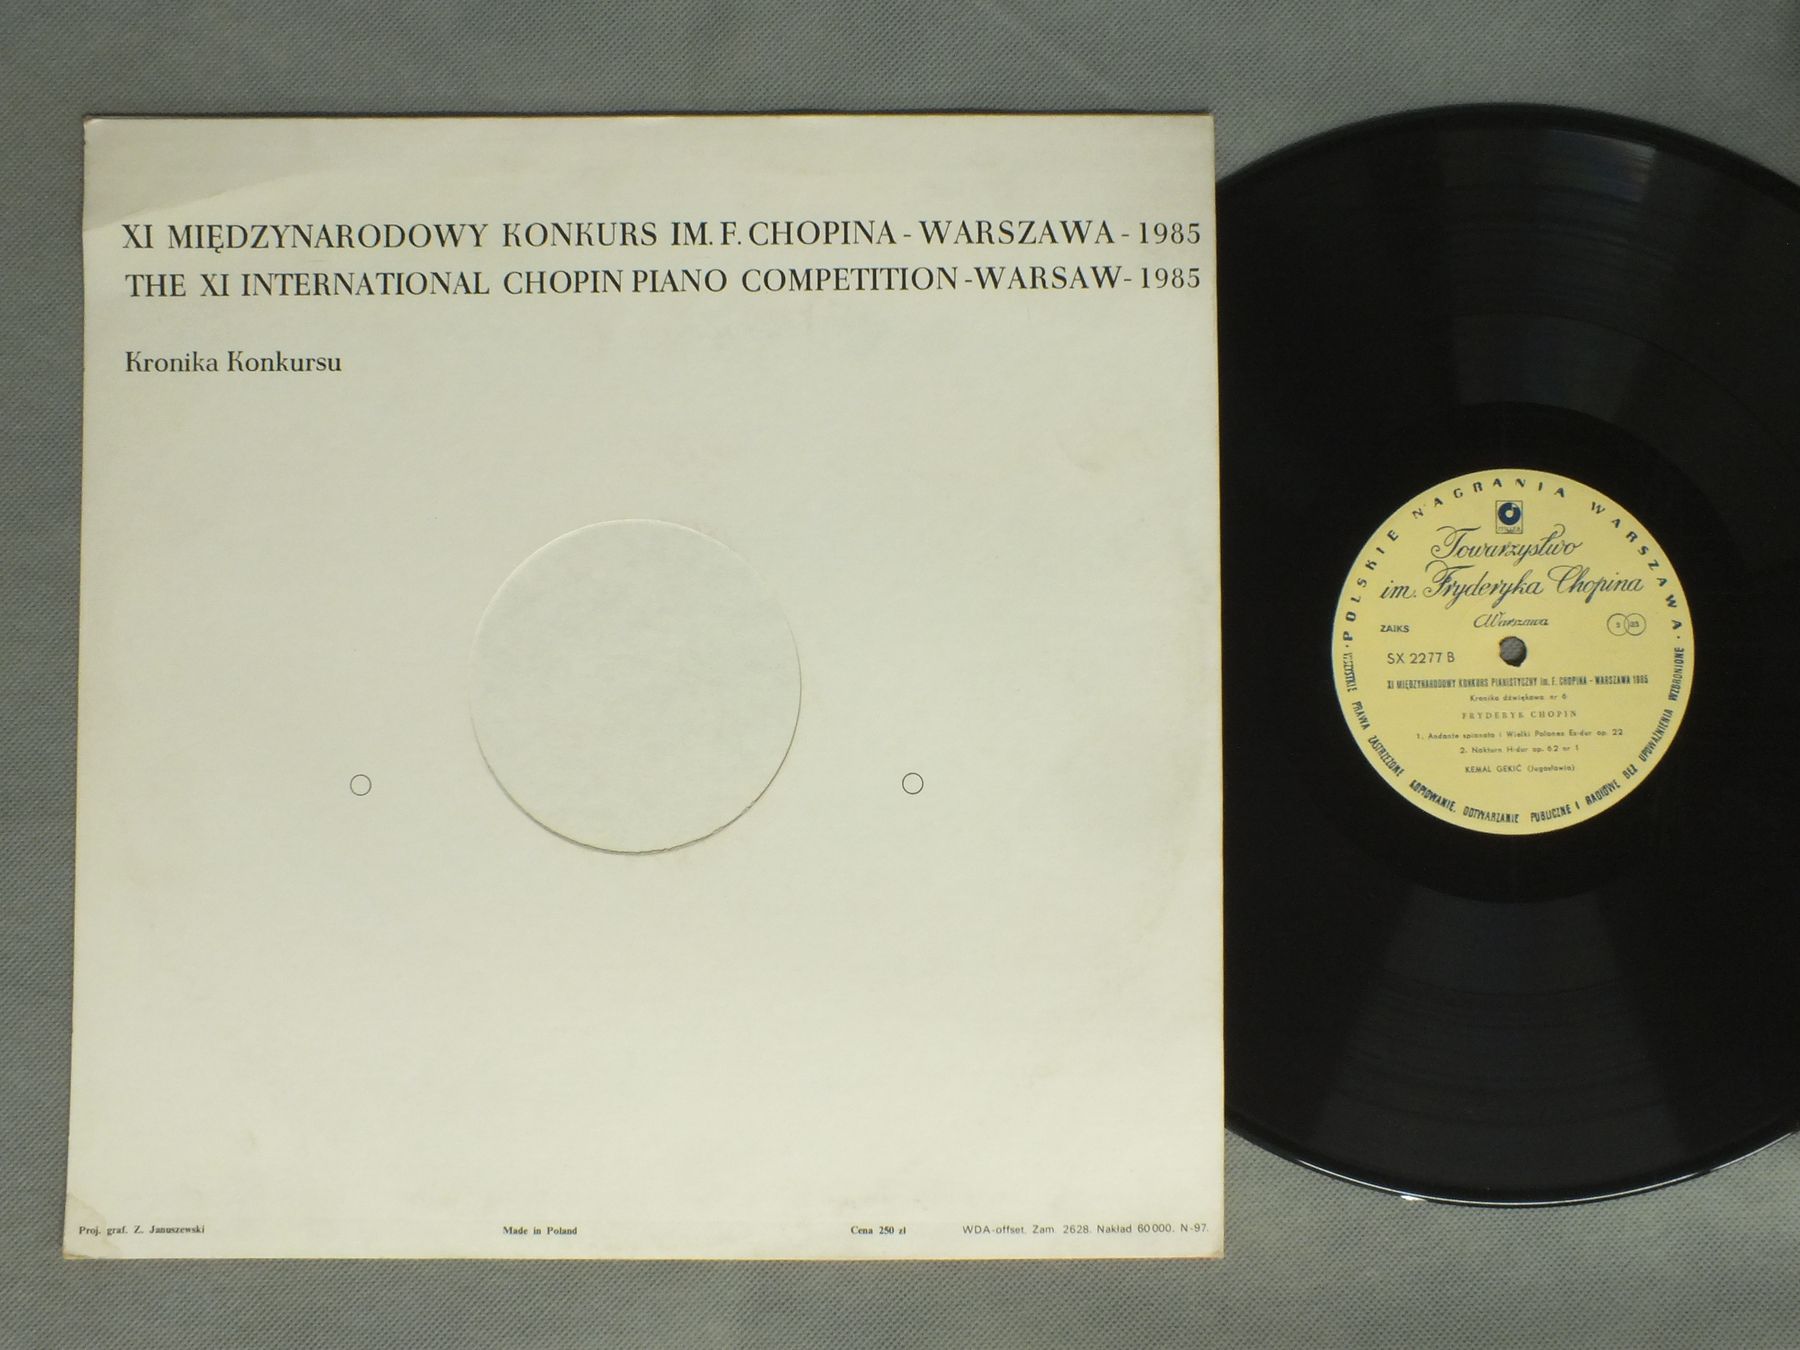 XI MIĘDZYNARODOWY KONKURS IM. F. CHOPINA - WARSZAWA - 1985
THE XI INTERNATIONAL CHOPIN PIANO COMPETITION - WARSAW - 1985
Kronika Konkursu
Proj. graf. Z. Januszewski
Made in Poland
Cena 250 zł
WDA-offset. Zam. 2628. Nakład 60000. N-97.
POLSKIE NAGRANIA WARSZAWA
MUZA
Towarzystwo
im. Fryderyka Chopina
Warszawa
ZAIKS
SX 2277 B
XI MIĘDZYNARODOWY KONKURS PIANISTYCZNY im. F. CHOPINA - WARSZAWA 1985
Kronika dźwiękowa nr 6
FRYDERYK CHOPIN
1. Andante spianato i Wielki Polonez Es-dur op. 22
2. Nokturn H-dur op. 62 nr 1
KEMAL GEKIĆ (Jugosławia)
WSZYSTKIE PRAWA ZASTRZEŻONE KOPIOWANIE, ODTWARZANIE PUBLICZNE I RADIOWE BEZ UPOWAŻNIENIA WZBRONIONE